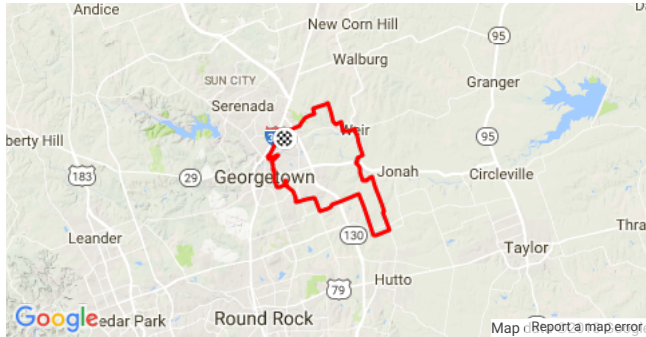 Andice
New Corn Hill
95
Walburg
SUN CITY
Granger
Serenada
Weir
95
berty Hill
183
29
Georgetown
Jonah
Circleville
Leander
130
Thra
Taylor
79
Hutto
Google
edar Park
Round Rock
Map
Report a map error